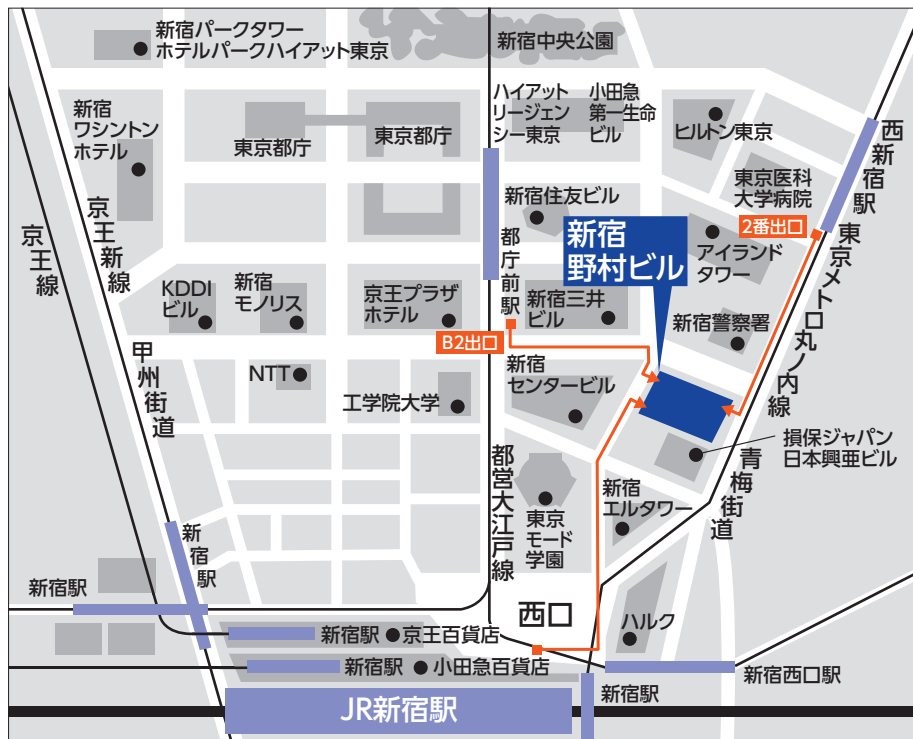 新宿パークタワー
ホテルパークハイアット東京
新宿中央公園
新宿
ワシントン
ホテル
東京都庁
東京都庁
ハイアット
リージェン
シー東京
小田急
第一生命
ビル
ヒルトン東京
西新宿駅
東京医科
大学病院
2番出口
新宿住友ビル
新宿
野村ビル
アイランド
タワー
京王線
京王新線
都庁前駅
東京メトロ丸ノ内線
KDDI
ビル
新宿
モノリス
京王プラザ
ホテル
新宿三井
ビル
新宿警察署
B2出口
甲州街道
NTT
工学院大学
新宿
センタービル
損保ジャパン
日本興亜ビル
青梅街道
都営大江戸線
東京
モード
学園
新宿
エルタワー
新宿駅
新宿駅
西口
ハルク
新宿駅
京王百貨店
新宿駅
小田急百貨店
新宿西口駅
新宿駅
JR新宿駅